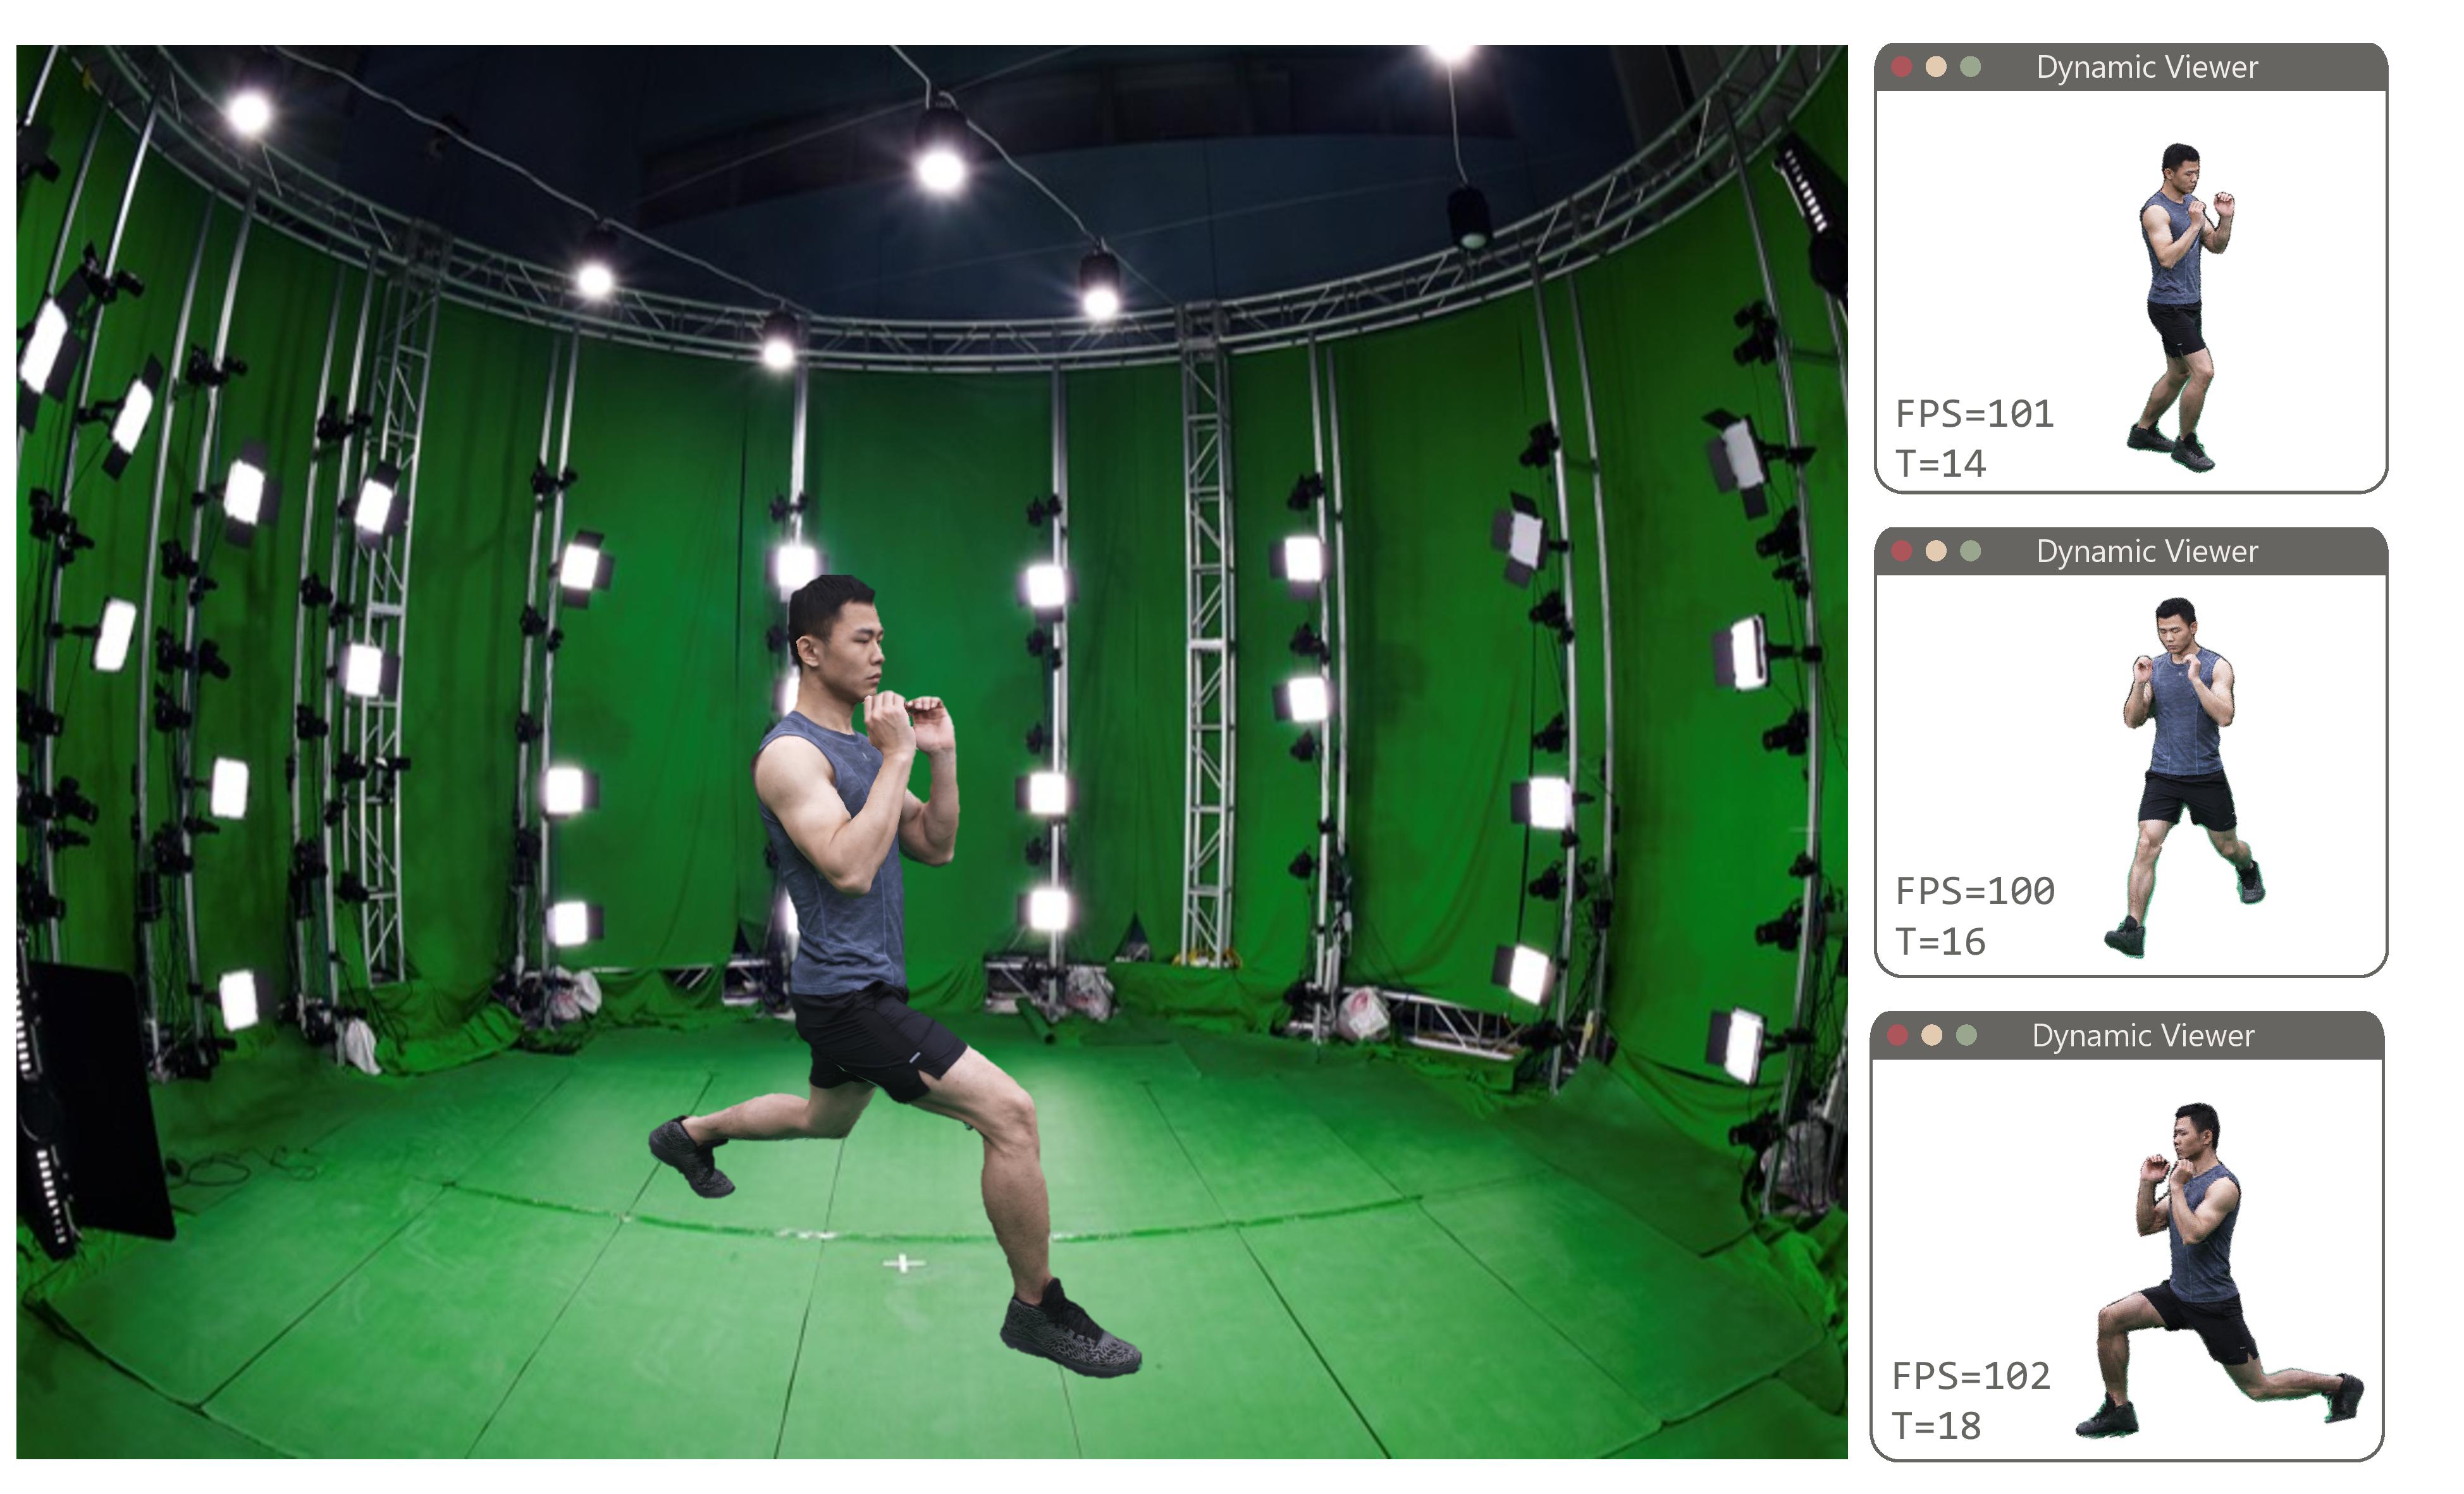 Dynamic Viewer
FPS=101
T=14
Dynamic Viewer
FPS=100
T=16
Dynamic Viewer
FPS=102
T=18